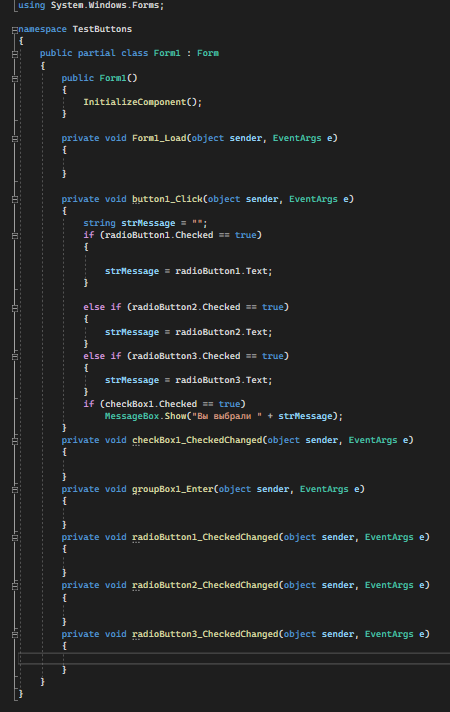 using System.Windows.Forms;
namespace TestButtons
{
public partial class Form1 : Form
{
public Form1()
{
InitializeComponent();
}
private void Form1_Load(object sender, EventArgs e)
{
}
private void button1_Click(object sender, EventArgs e)
{
string strMessage = "";
if (radioButton1.Checked == true)
{
strMessage = radioButton1.Text;
}
else if (radioButton2.Checked == true)
{
strMessage = radioButton2.Text;
}
else if (radioButton3.Checked == true)
{
strMessage = radioButton3.Text;
}
if (checkBox1.Checked == true)
MessageBox.Show("Вы выбрали " + strMessage);
}
private void checkBox1_CheckedChanged(object sender, EventArgs e)
{
}
private void groupBox1_Enter(object sender, EventArgs e)
{
}
private void radioButton1_CheckedChanged(object sender, EventArgs e)
{
}
private void radioButton2_CheckedChanged(object sender, EventArgs e)
{
}
private void radioButton3_CheckedChanged(object sender, EventArgs e)
{
}
}
}